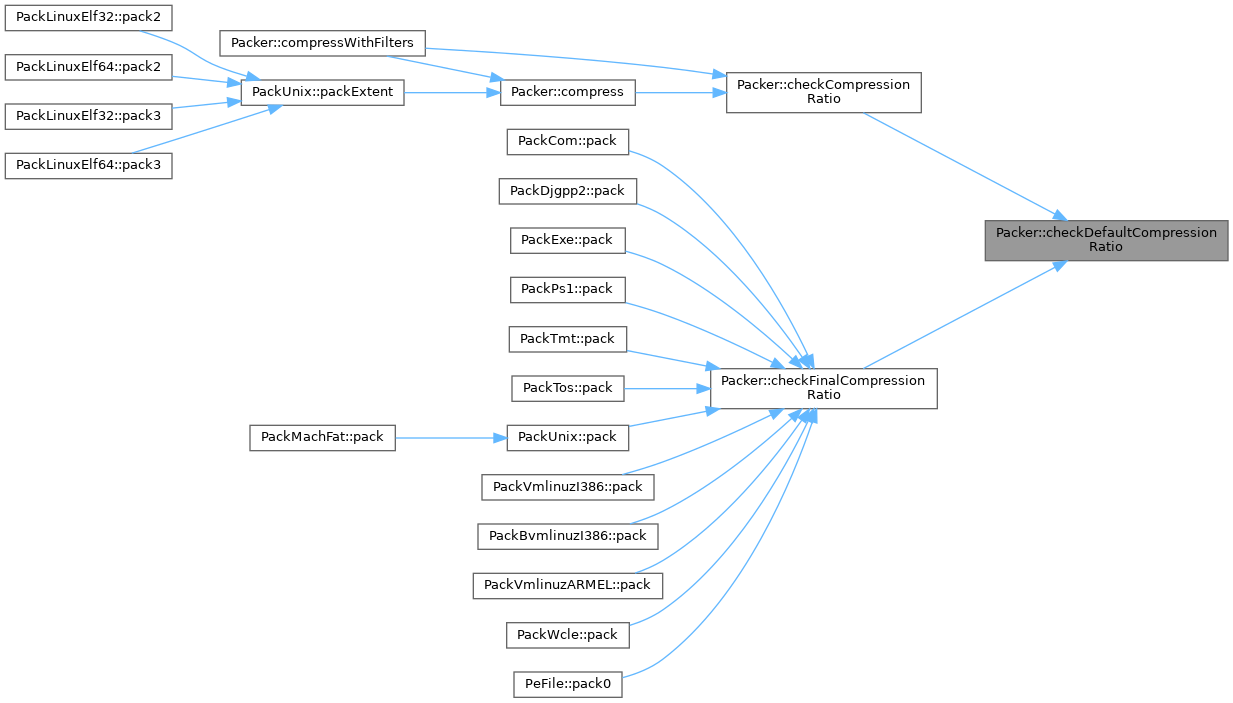 PackLinuxElf32::pack2
PackLinuxElf64::pack2
PackLinuxElf32::pack3
PackLinuxElf64::pack3
Packer::compressWithFilters
PackUnix::packExtent
PackMachFat::pack
Packer::compress
PackCom::pack
PackDjgpp2::pack
PackExe::pack
PackPs1::pack
PackTmt::pack
PackTos::pack
PackUnix::pack
PackVmlinuzI386::pack
PackBvmlinuzI386::pack
PackVmlinuzARMEL::pack
PackWcle::pack
PeFile::pack0
Packer::checkCompression
Ratio
Packer::checkFinalCompression
Ratio
Packer::checkDefaultCompression
Ratio